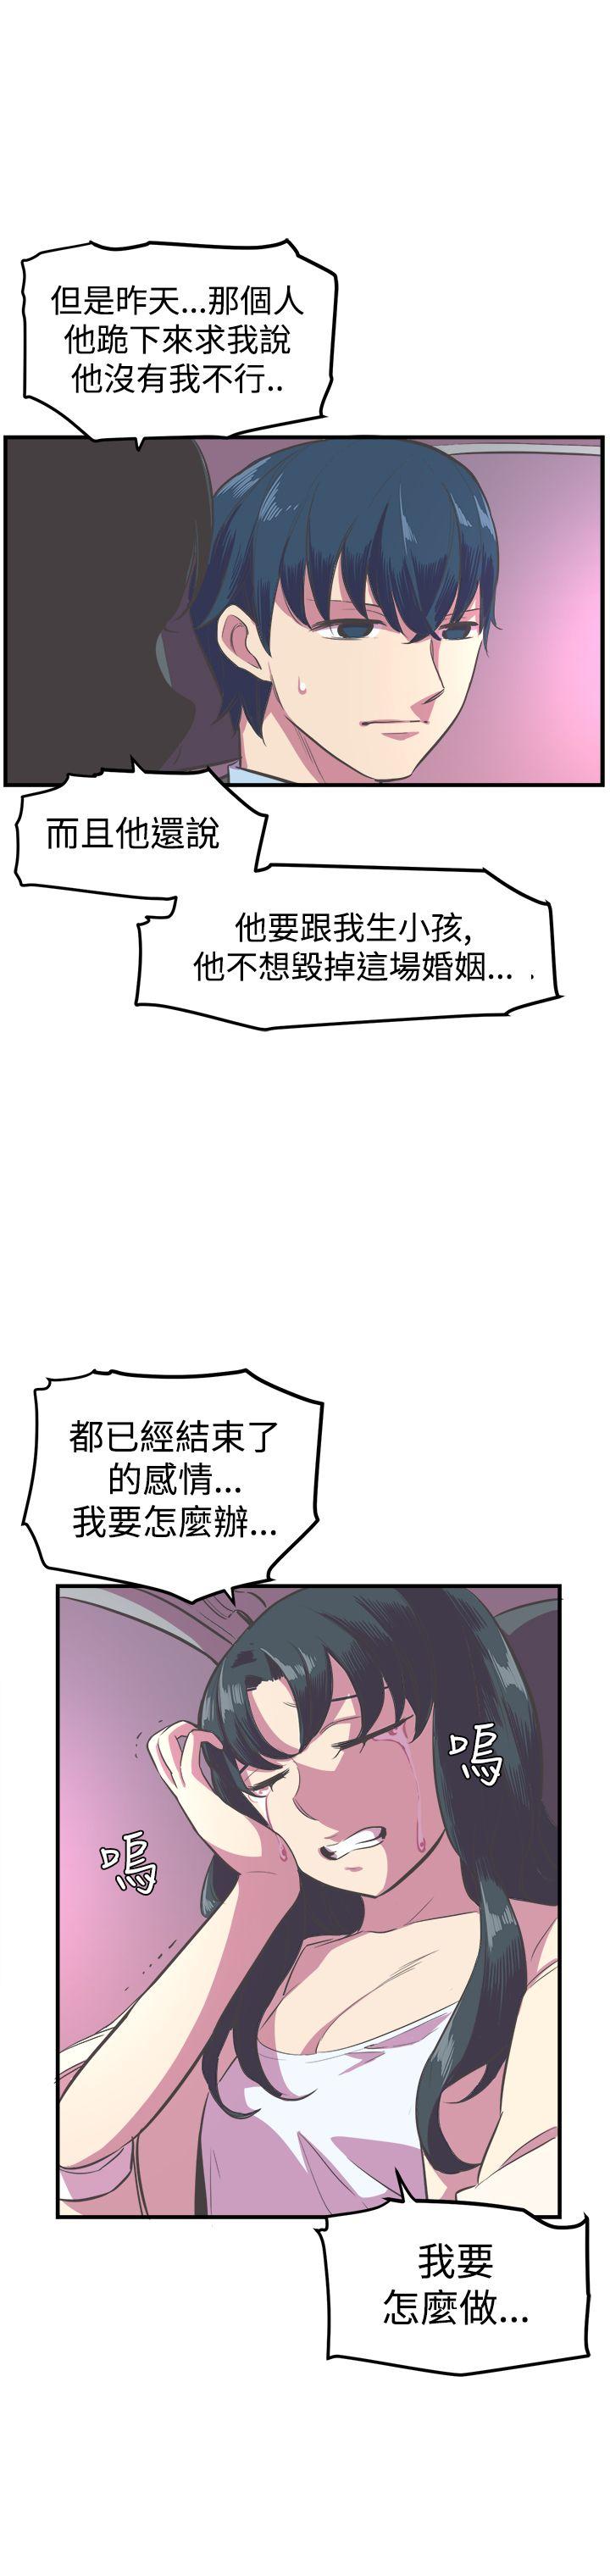 但是昨天...那個人
他跪下來求我說
他沒有我不行..
而且他還說
他要跟我生小孩,
他不想毀掉這場婚姻... .
都已經結束了
的感情...
我要怎麼辦...
嗚
嗚
我要
怎麼做...